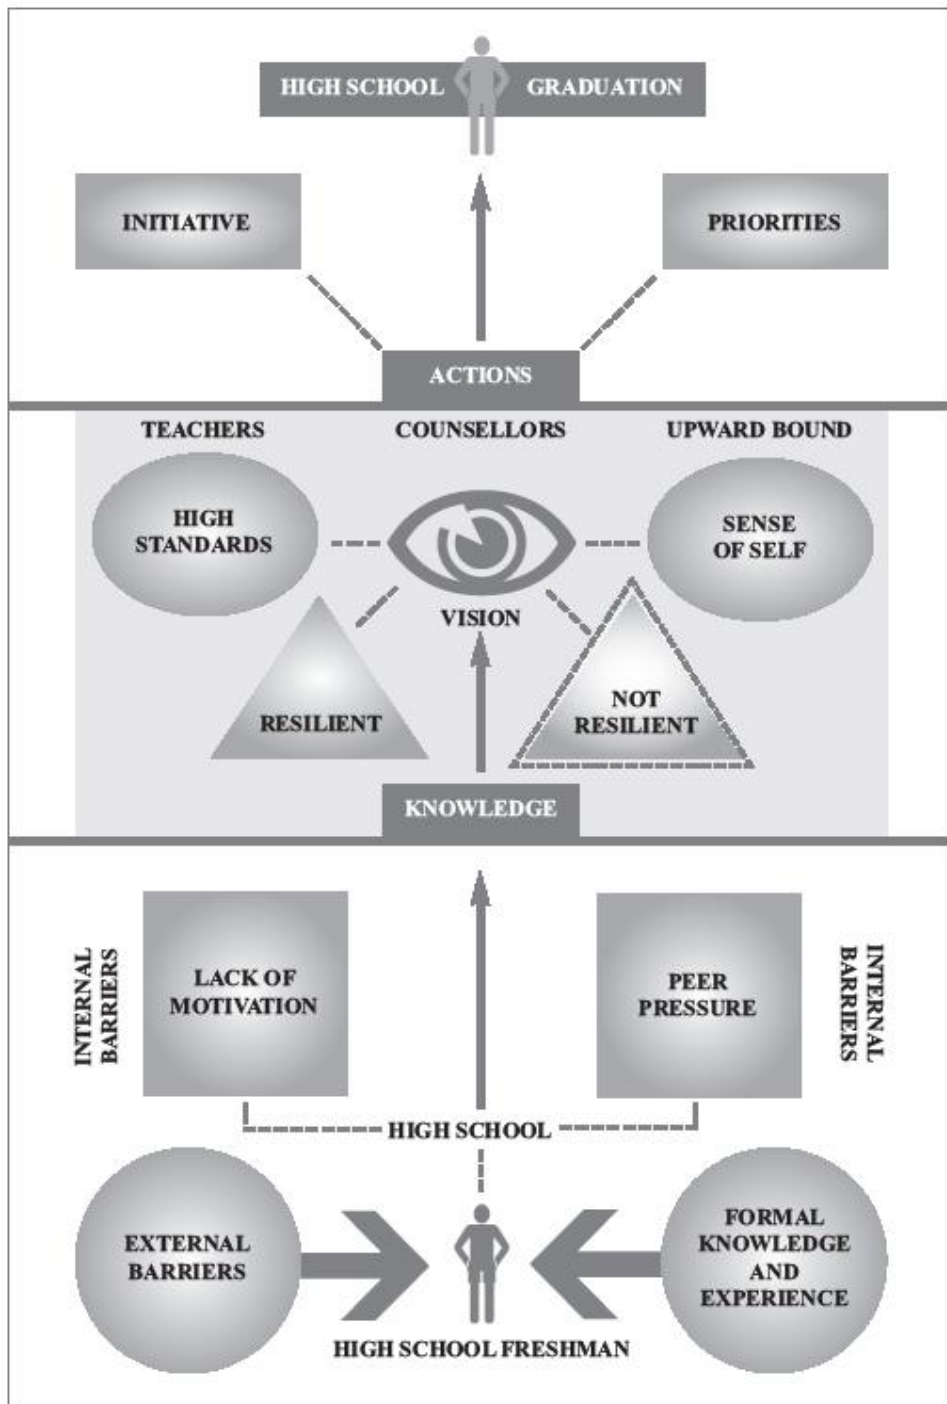 HIGH SCHOOL GRADUATION
INITIATIVE
PRIORITIES
ACTIONS
TEACHERS
COUNSELLORS
UPWARD BOUND
HIGH
STANDARDS
SENSE
OF SELF
VISION
RESILIENT
NOT
RESILIENT
KNOWLEDGE
INTERNAL
BARRIERS
LACK OF
MOTIVATION
PEER
PRESSURE
INTERNAL
BARRIERS
HIGH SCHOOL
EXTERNAL
BARRIERS
FORMAL
KNOWLEDGE
AND
EXPERIENCE
HIGH SCHOOL FRESHMAN